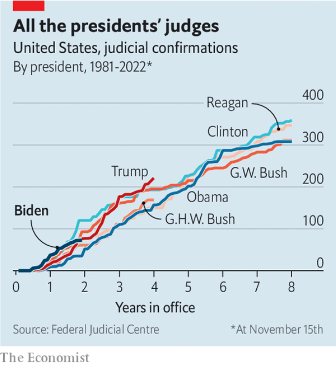 All the presidents’ judges
United States, judicial confirmations
By president, 1981-2022*
400
Reagan
Clinton
300
G.W. Bush
Trump
200
Obama
Biden
G.H.W. Bush
100
0
0 1 2 3 4 5 6 7 8
Years in office
Source: Federal Judicial Centre *At November 15th
The Economist